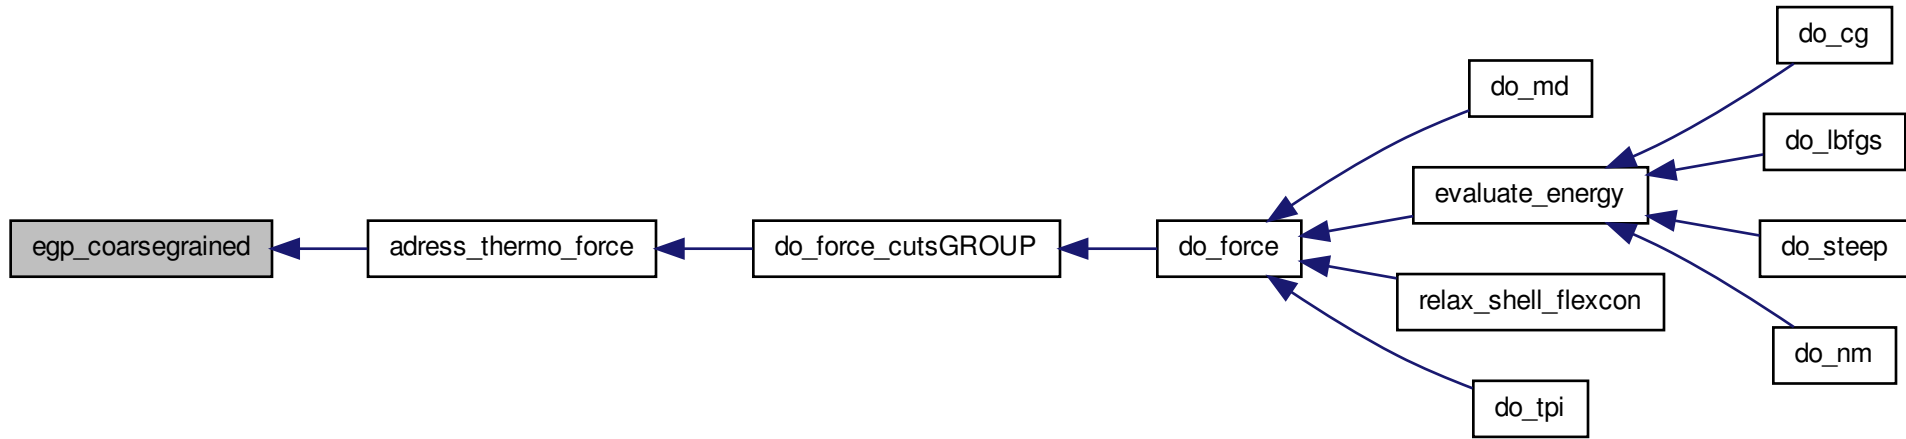 egp_coarsegrained
adress_thermo_force
do_force_cutsGROUP
do_force
do_md
evaluate_energy
relax_shell_flexcon
do_tpi
do_cg
do_lbfgs
do_steep
do_nm